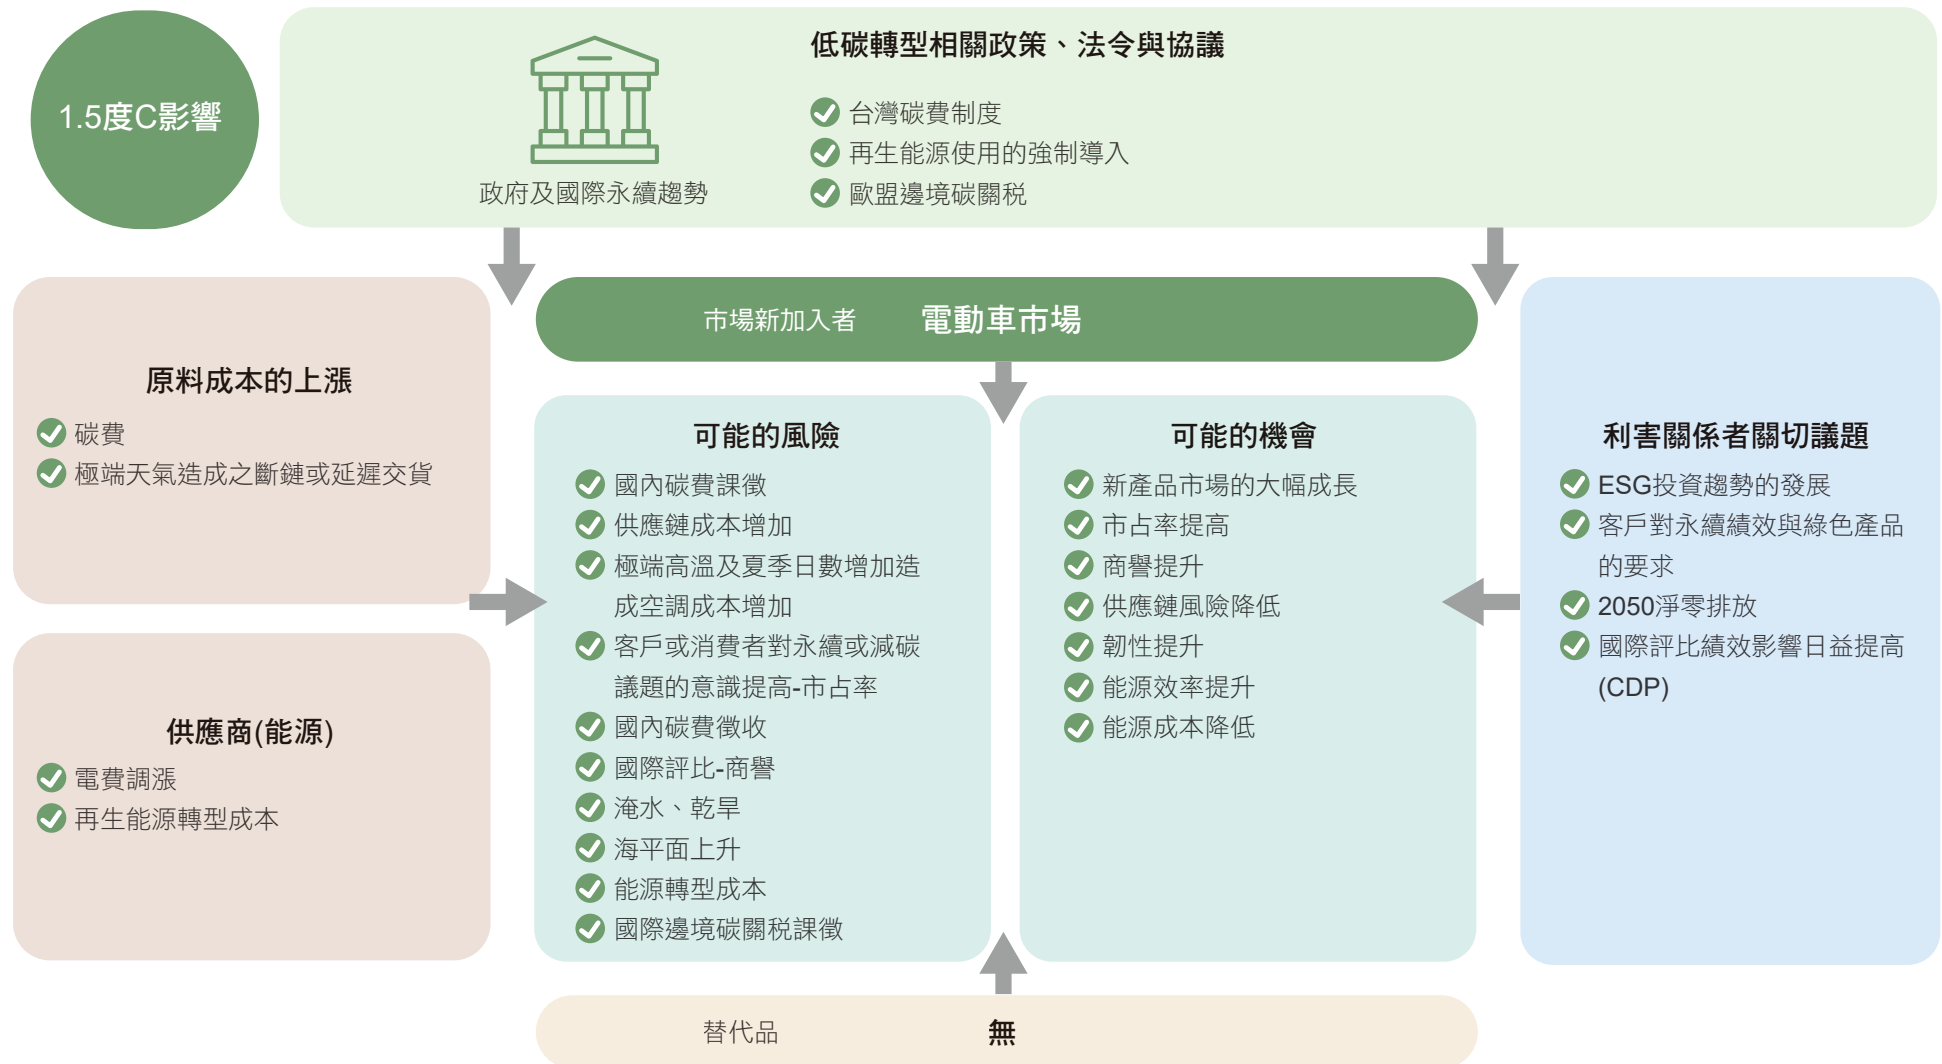 1.5度C影響
低碳轉型相關政策、法令與協議
台灣碳費制度
再生能源使用的強制導入
歐盟邊境碳關税
政府及國際永續趨勢
市場新加入者 電動車市場
原料成本的上漲
碳費
極端天氣造成之斷鏈或延遲交貨
供應商(能源)
電費調漲
再生能源轉型成本
可能的風險
國內碳費課徵
供應鏈成本增加
極端高溫及夏季日數增加造
成空調成本增加
客戶或消費者對永續或減碳
議題的意識提高-市占率
國內碳費徵收
國際評比-商譽
淹水、乾旱
海平面上升
能源轉型成本
國際邊境碳關税課徵
可能的機會
新產品市場的大幅成長
市占率提高
商譽提升
供應鏈風險降低
韌性提升
能源效率提升
能源成本降低
利害關係者關切議題
ESG投資趨勢的發展
客戶對永續績效與綠色產品
的要求
2050淨零排放
國際評比績效影響日益提高
(CDP)
替代品 無